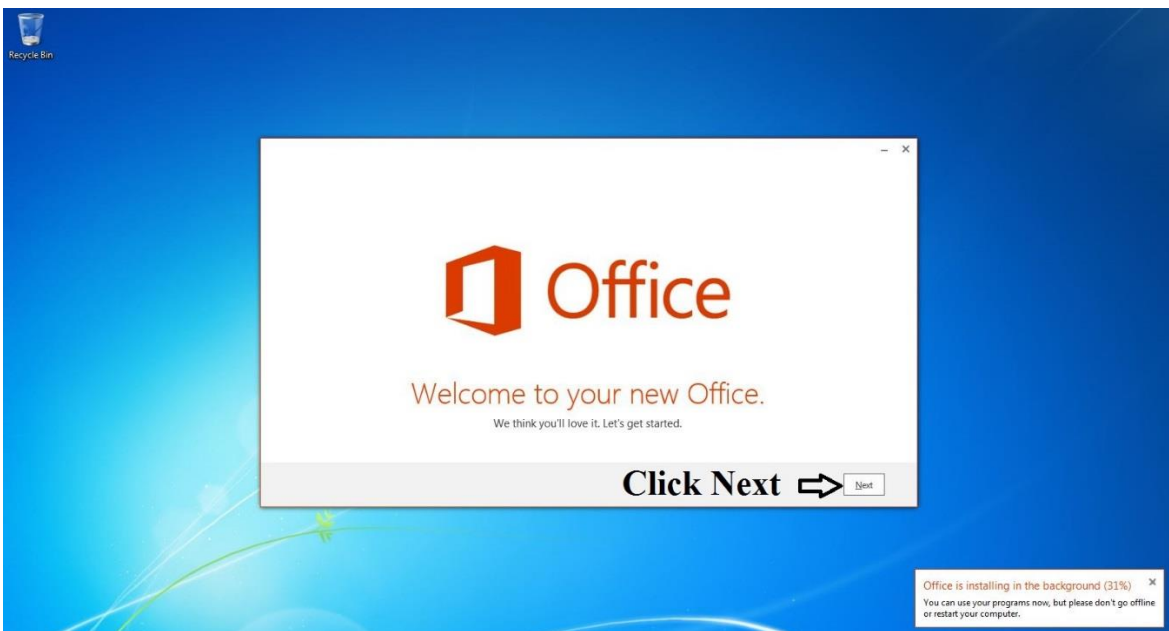 Recycle Bin
Office
Welcome to your new Office.
We think you'll love it. Let's get started.
Click Next
Next
Office is installing in the background (31%)
You can use your programs now, but please don't go offline
or restart your computer.